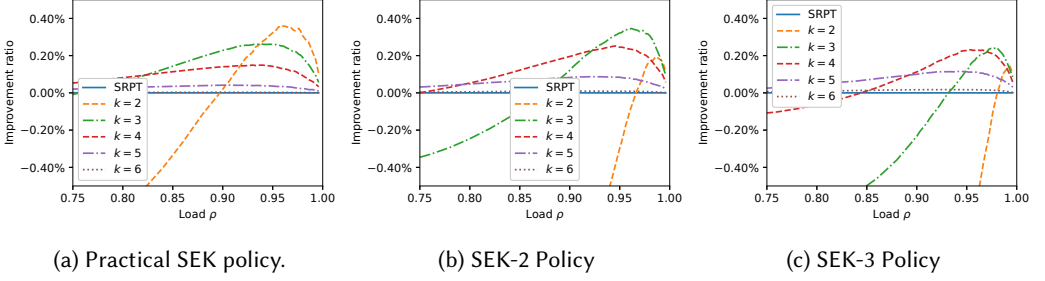 0.40%
0.20%
0.00%
−0.20%
−0.40%
Improvement ratio
SRPT
k = 2
k = 3
k = 4
k = 5
k = 6
0.75 0.80 0.85 0.90 0.95 1.00
Load ρ
(a) Practical SEK policy.
0.40%
0.20%
0.00%
−0.20%
−0.40%
Improvement ratio
SRPT
k = 2
k = 3
k = 4
k = 5
k = 6
0.75 0.80 0.85 0.90 0.95 1.00
Load ρ
(b) SEK-2 Policy
0.40%
0.20%
0.00%
−0.20%
−0.40%
Improvement ratio
SRPT
k = 2
k = 3
k = 4
k = 5
k = 6
0.75 0.80 0.85 0.90 0.95 1.00
Load ρ
(c) SEK-3 Policy